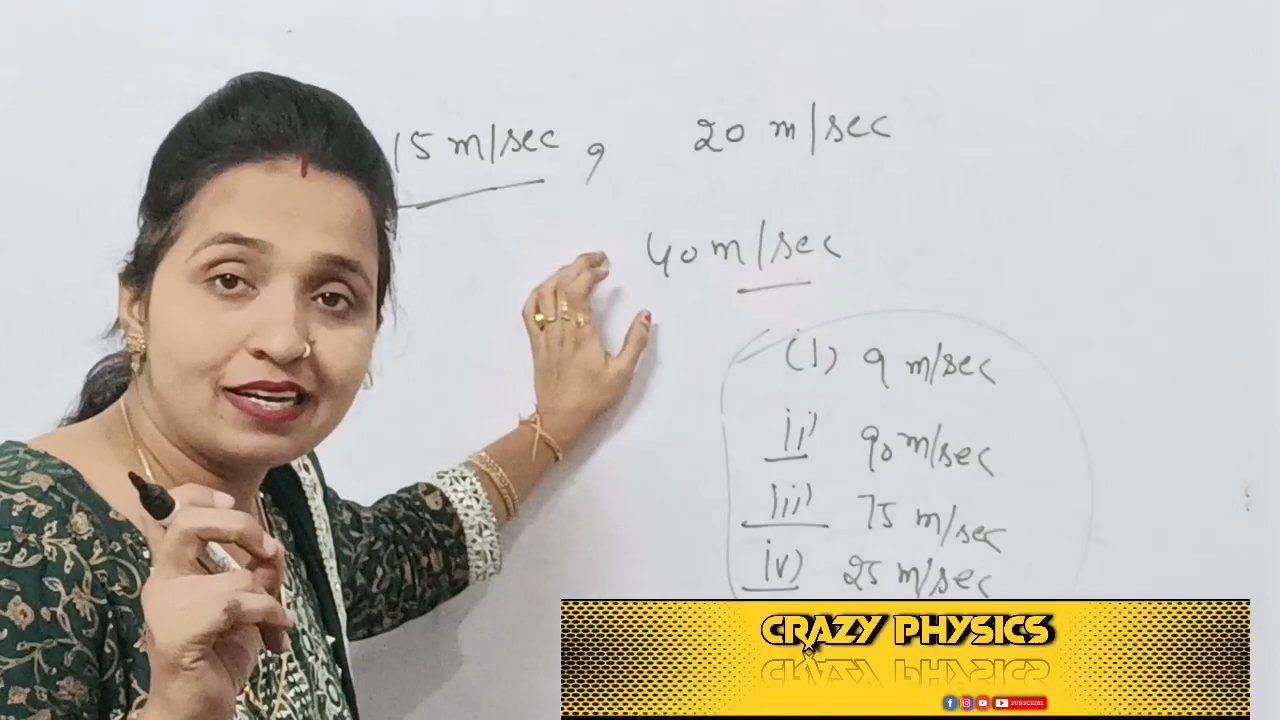 15 m/sec , 20 m/sec
40 m/sec
(i) 9 m/sec
ii) 90 m/sec
iii) 75 m/sec
iv) 25 m/sec
CRAZY PHYSICS
SUBSCRIBE